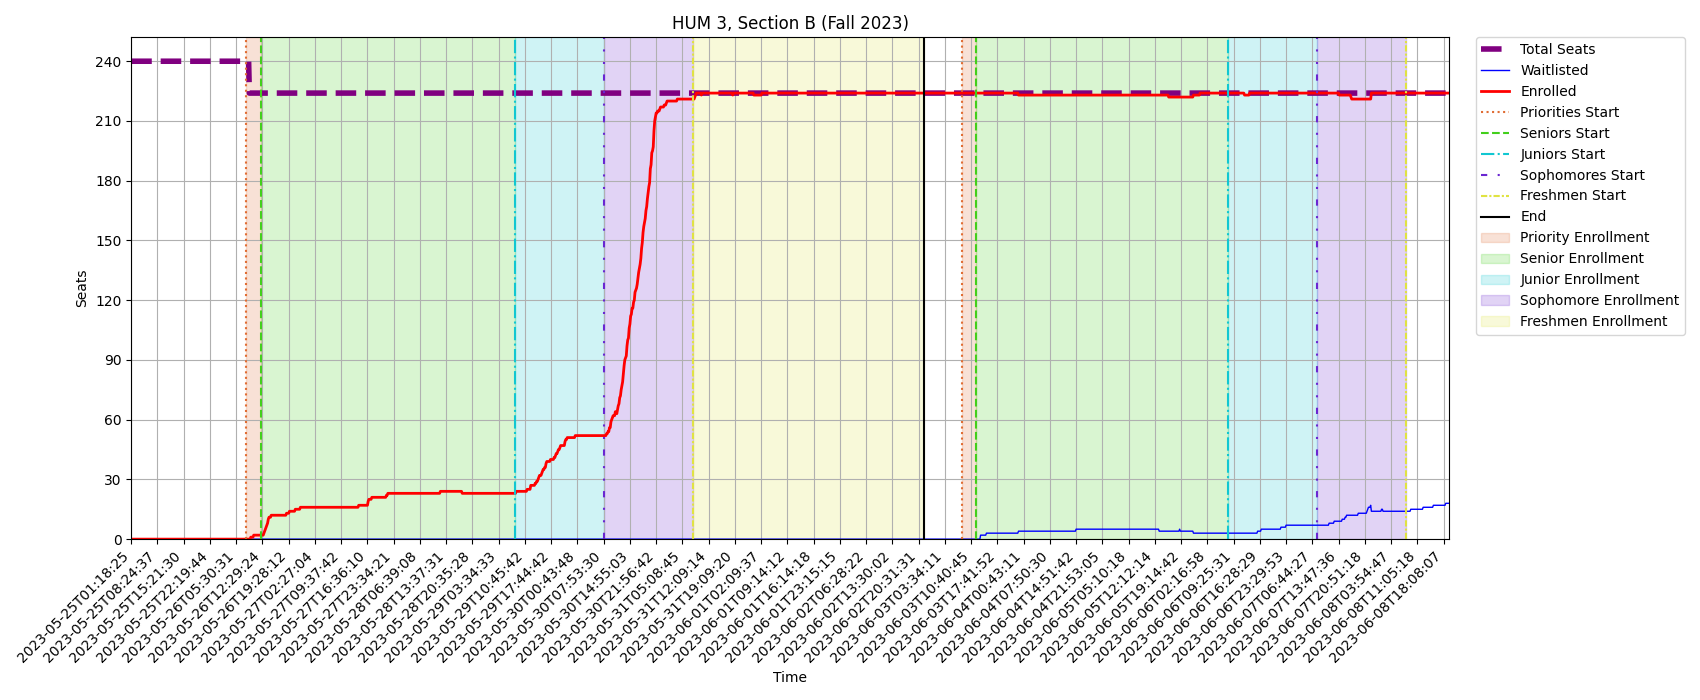 HUM 3, Section B (Fall 2023)
Seats
240
210
180
150
120
90
60
30
0
2023-05-25T01:18:25
2023-05-25T08:24:37
2023-05-25T15:21:30
2023-05-25T22:19:44
2023-05-26T05:30:31
2023-05-26T12:29:24
2023-05-26T19:28:12
2023-05-27T02:27:04
2023-05-27T09:37:42
2023-05-27T16:36:10
2023-05-27T23:34:21
2023-05-28T06:39:08
2023-05-28T13:37:31
2023-05-28T20:35:28
2023-05-29T03:34:33
2023-05-29T10:45:42
2023-05-29T17:44:42
2023-05-30T00:43:48
2023-05-30T07:53:30
2023-05-30T14:55:03
2023-05-30T21:56:42
2023-05-31T05:08:45
2023-05-31T12:09:14
2023-05-31T19:09:20
2023-06-01T02:09:37
2023-06-01T09:14:12
2023-06-01T16:14:18
2023-06-01T23:15:15
2023-06-02T06:28:22
2023-06-02T13:30:02
2023-06-02T20:31:31
2023-06-03T03:34:11
2023-06-03T10:40:45
2023-06-03T17:41:52
2023-06-04T00:43:11
2023-06-04T07:50:30
2023-06-04T14:51:42
2023-06-04T21:53:05
2023-06-05T05:10:18
2023-06-05T12:12:14
2023-06-05T19:14:42
2023-06-06T02:16:58
2023-06-06T09:25:31
2023-06-06T16:28:29
2023-06-06T23:29:53
2023-06-07T06:44:27
2023-06-07T13:47:36
2023-06-07T20:51:18
2023-06-08T03:54:47
2023-06-08T11:05:18
2023-06-08T18:08:07
Time
Total Seats
Waitlisted
Enrolled
Priorities Start
Seniors Start
Juniors Start
Sophomores Start
Freshmen Start
End
Priority Enrollment
Senior Enrollment
Junior Enrollment
Sophomore Enrollment
Freshmen Enrollment